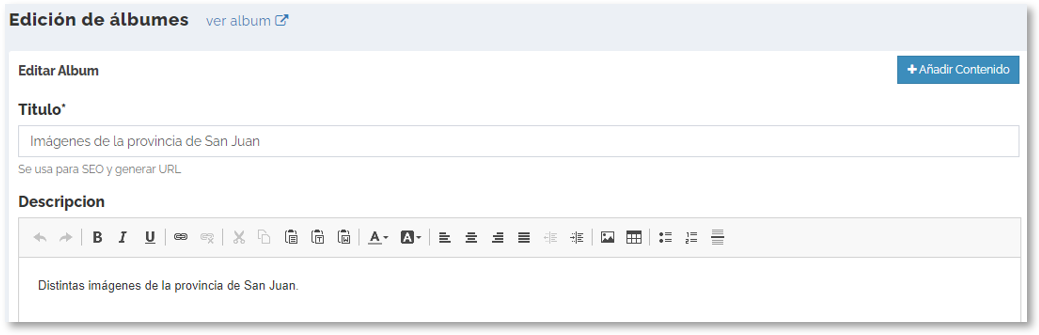 Edición de álbumes ver album
Editar Album
Añadir Contenido
Titulo*
Imágenes de la provincia de San Juan
Se usa para SEO y generar URL
Descripcion
B I U A A
Distintas imágenes de la provincia de San Juan.